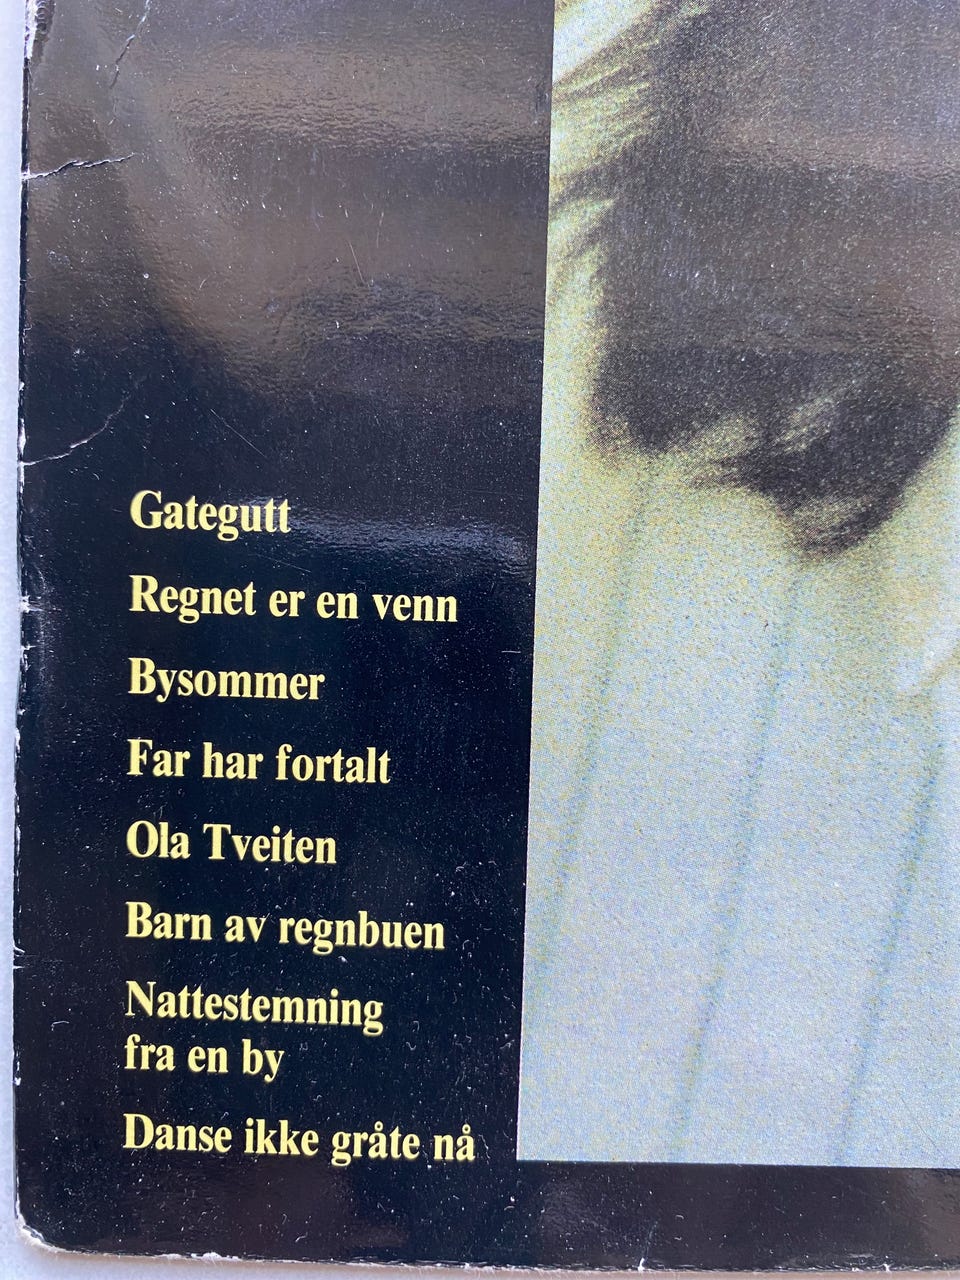 Gategutt
Regnet er en venn
Bysommer
Far har fortalt
Ola Tveiten
Barn av regnbuen
Nattestemning
fra en by
Danse ikke gråte nå